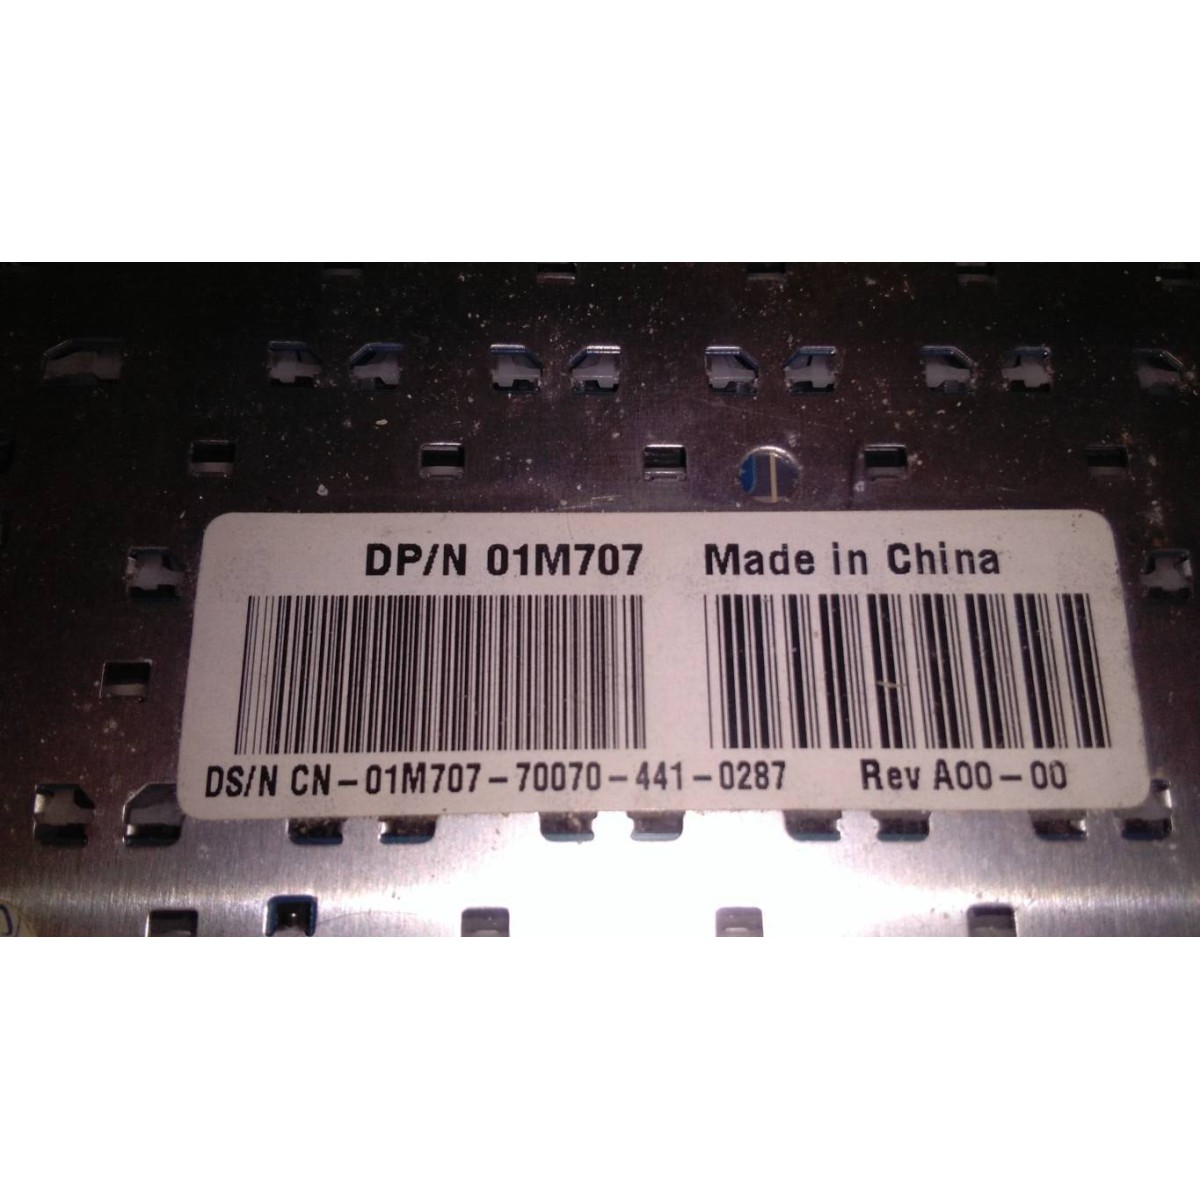 DP/N 01M707 Made in China
DS/N CN-01M707-70070-441-0287 Rev A00-00